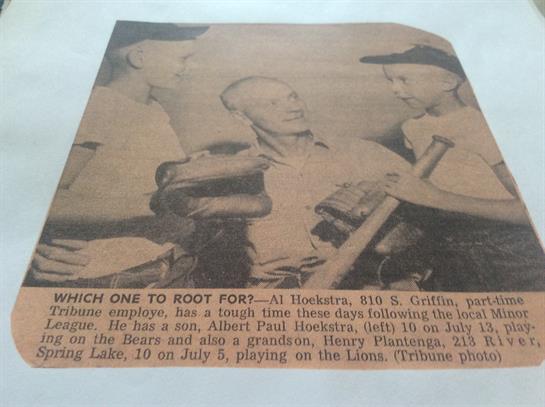 WHICH ONE TO ROOT FOR?—Al Hoekstra, 810 S. Griffin, part-time
Tribune employe, has a tough time these days following the local Minor
League. He has a son, Albert Paul Hoekstra, (left) 10 on July 13, play-
ing on the Bears and also a grandson, Henry Plantenga, 213 River,
Spring Lake, 10 on July 5, playing on the Lions. (Tribune photo)